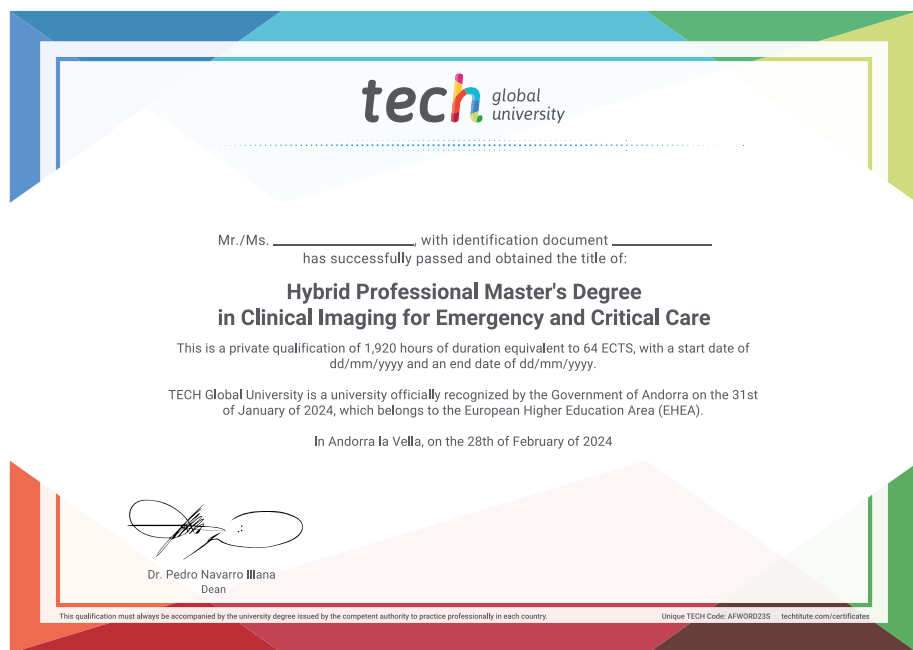 tech global university
Mr./Ms. ____________________, with identification document ______________
has successfully passed and obtained the title of:
Hybrid Professional Master's Degree
in Clinical Imaging for Emergency and Critical Care
This is a private qualification of 1,920 hours of duration equivalent to 64 ECTS, with a start date of
dd/mm/yyyy and an end date of dd/mm/yyyy.
TECH Global University is a university officially recognized by the Government of Andorra on the 31st
of January of 2024, which belongs to the European Higher Education Area (EHEA).
In Andorra la Vella, on the 28th of February of 2024
Dr. Pedro Navarro Illana
Dean
This qualification must always be accompanied by the university degree issued by the competent authority to practice professionally in each country. Unique TECH Code: AFWORD23S techtitute.com/certificates